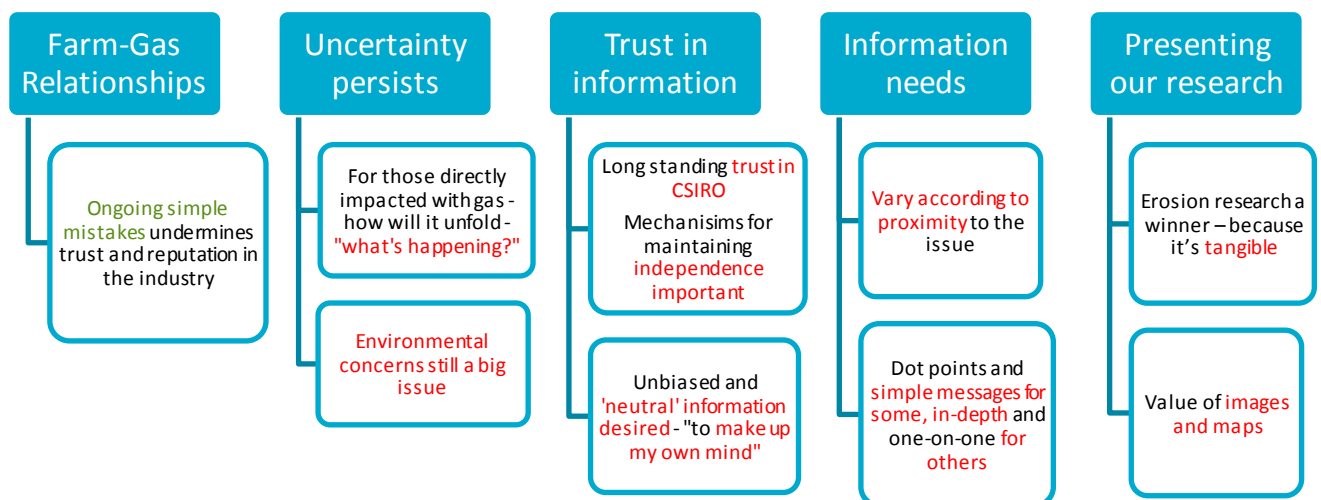 Farm-Gas
Relationships
Ongoing simple
mistakes undermines
trust and reputation in
the industry
Uncertainty
persists
For those directly
impacted with gas -
how will it unfold -
"what's happening?"
Environmental
concerns still a big
issue
Trust in
information
Long standing trust in
CSIRO
Mechanisims for
maintaining
independence
important
Unbiased and
'neutral' information
desired - "to make up
my own mind"
Information
needs
Vary according to
proximity to the
issue
Dot points and
simple messages for
some, in-depth and
one-on-one for
others
Presenting
our research
Erosion research a
winner – because
it's tangible
Value of images
and maps